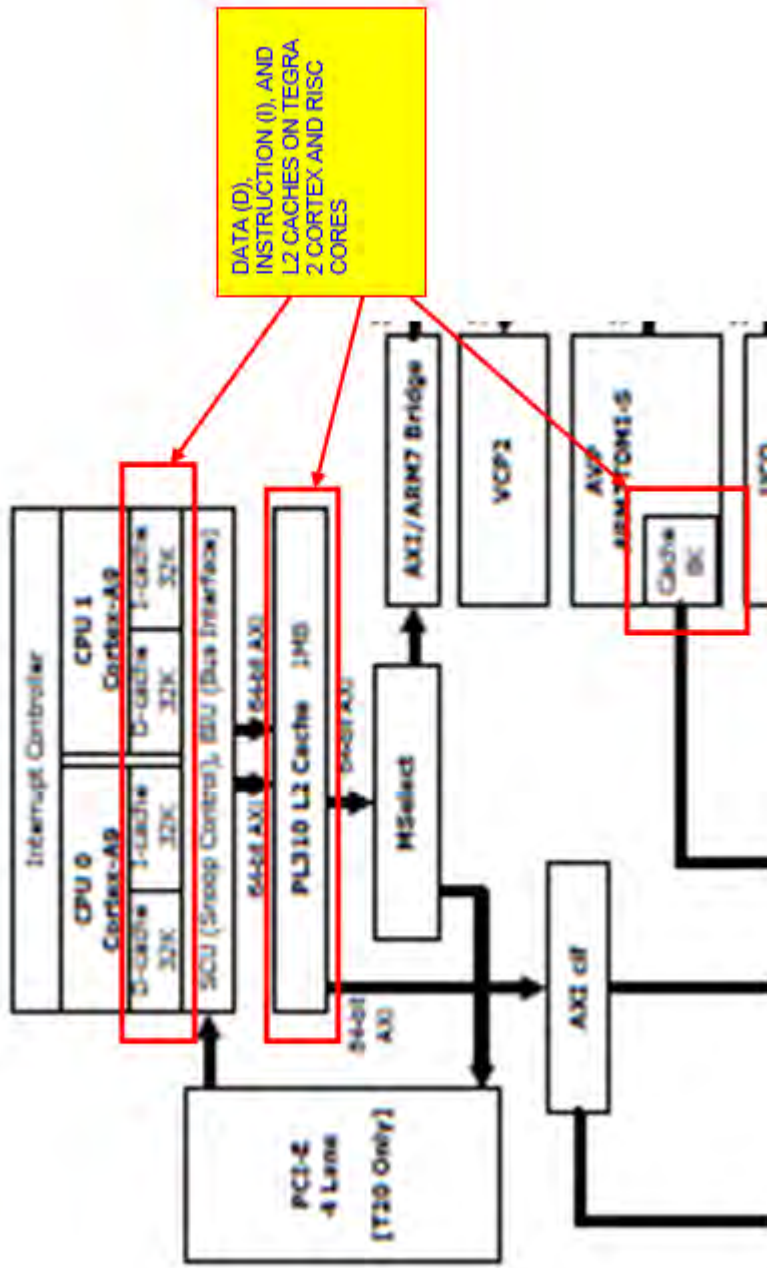 DATA (D),
INSTRUCTION (I), AND
L2 CACHES ON TEGRA
2 CORTEX AND RISC
CORES
Interrupt Controller
CPU 0
Cortex-A9
CPU 1
Cortex-A9
D-cache
32K
I-cache
32K
D-cache
32K
I-cache
32K
SCU (Snoop Control), BIU (Bus Interface)
64-bit AXI
64-bit AXI
PL310 L2 Cache 1MB
64-bit
AXI
64-bit AXI
PCI-E
4 Lane
[T20 Only]
MSelect
AXI/ARM7 Bridge
VCP2
AXI cif
AVP
ARM7TDMI-S
Cache
8K